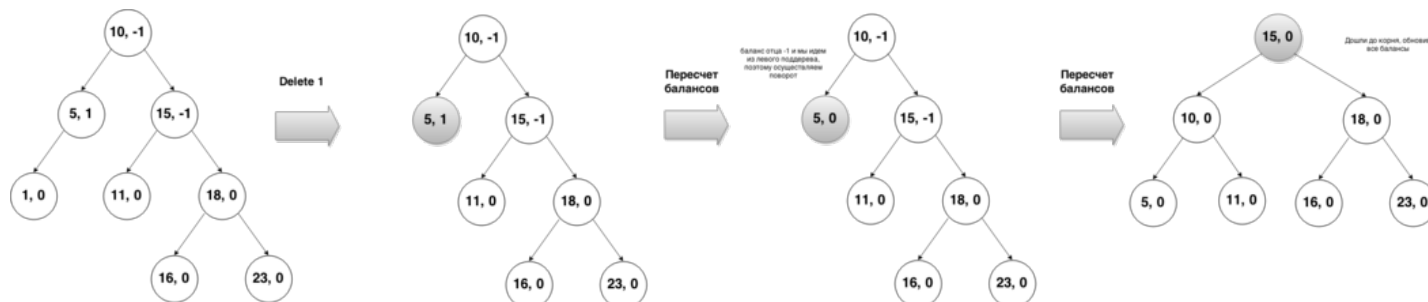 10, -1
5, 1
15, -1
1, 0
11, 0
18, 0
16, 0
23, 0
Delete 1
10, -1
5, 1
15, -1
11, 0
18, 0
16, 0
23, 0
Пересчет
балансов
баланс отца -1 и мы идем
из левого поддерева,
поэтому осуществляем
поворот
10, -1
5, 0
15, -1
11, 0
18, 0
16, 0
23, 0
Пересчет
балансов
15, 0
Дошли до корня, обновив
все балансы
10, 0
18, 0
5, 0
11, 0
16, 0
23, 0